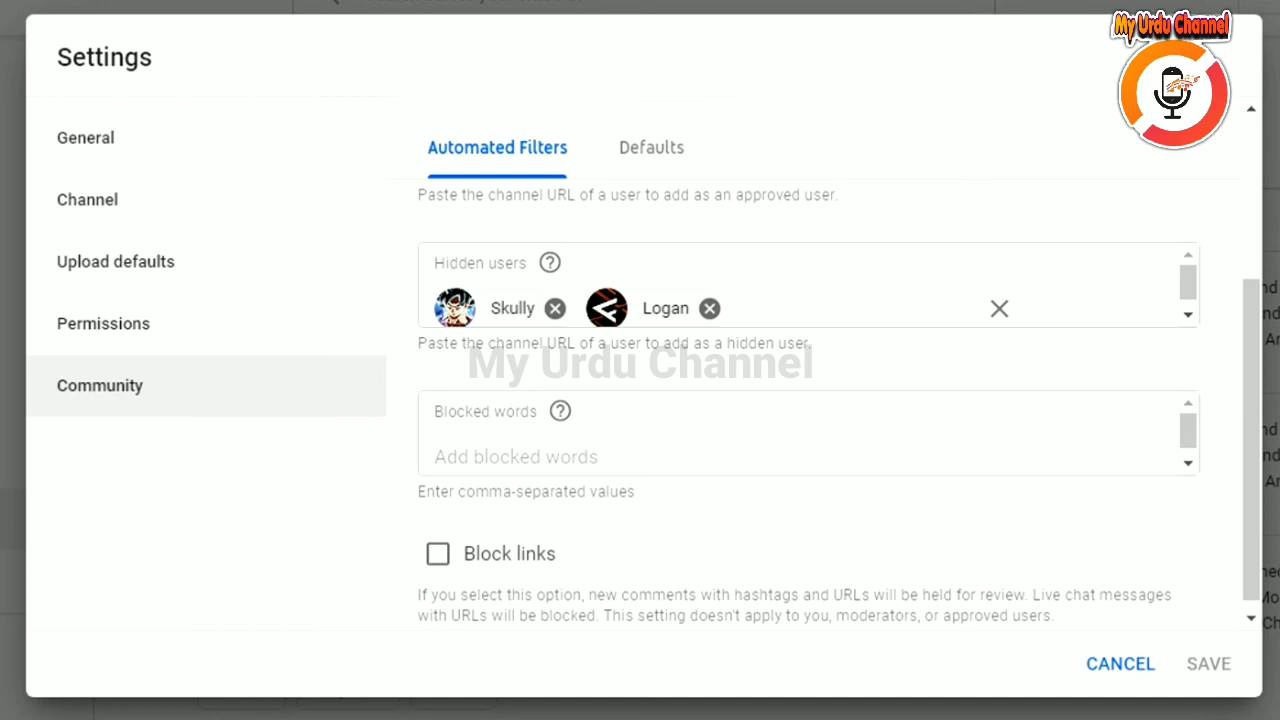 My Urdu Channel
Settings
General
Channel
Upload defaults
Permissions
Community
Automated Filters
Defaults
Paste the channel URL of a user to add as an approved user.
Hidden users
Skully
Logan
Paste the channel URL of a user to add as a hidden user.
My Urdu Channel
Blocked words
Add blocked words
Enter comma-separated values
Block links
If you select this option, new comments with hashtags and URLs will be held for review. Live chat messages
with URLs will be blocked. This setting doesn't apply to you, moderators, or approved users.
CANCEL
SAVE